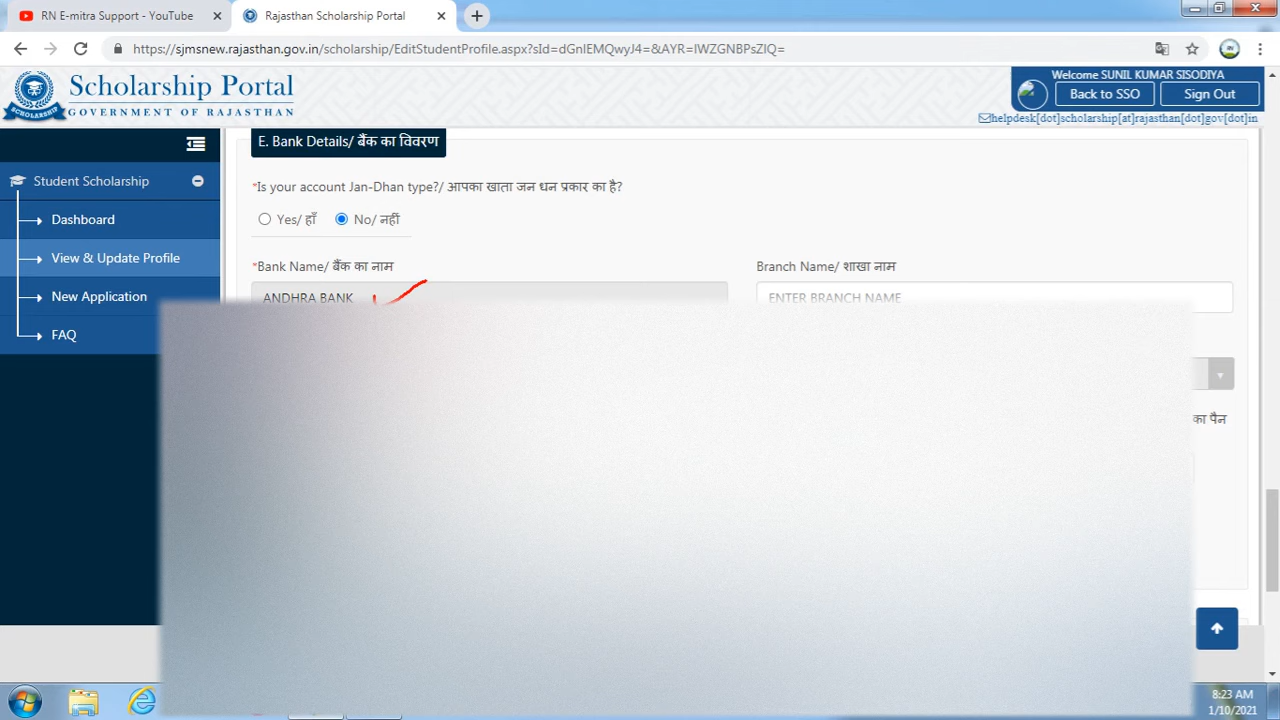 RN E-mitra Support - YouTube
Rajasthan Scholarship Portal
https://sjmsnew.rajasthan.gov.in/scholarship/EditStudentProfile.aspx?sId=dGnlEMQwyJ4=&AYR=IWZGNBPsZIQ=
Scholarship Portal
GOVERNMENT OF RAJASTHAN
SCHOLARSHIP
Welcome SUNIL KUMAR SISODIYA
Back to SSO
Sign Out
helpdesk[dot]scholarship[at]rajasthan[dot]gov[dot]in
Student Scholarship
Dashboard
View & Update Profile
New Application
FAQ
E. Bank Details/ बैंक का विवरण
*Is your account Jan-Dhan type?/ आपका खाता जन धन प्रकार का है?
Yes/ हाँ
No/ नहीं
*Bank Name/ बैंक का नाम
Branch Name/ शाखा नाम
ANDHRA BANK
ENTER BRANCH NAME
का पैन
8:23 AM
1/10/2021